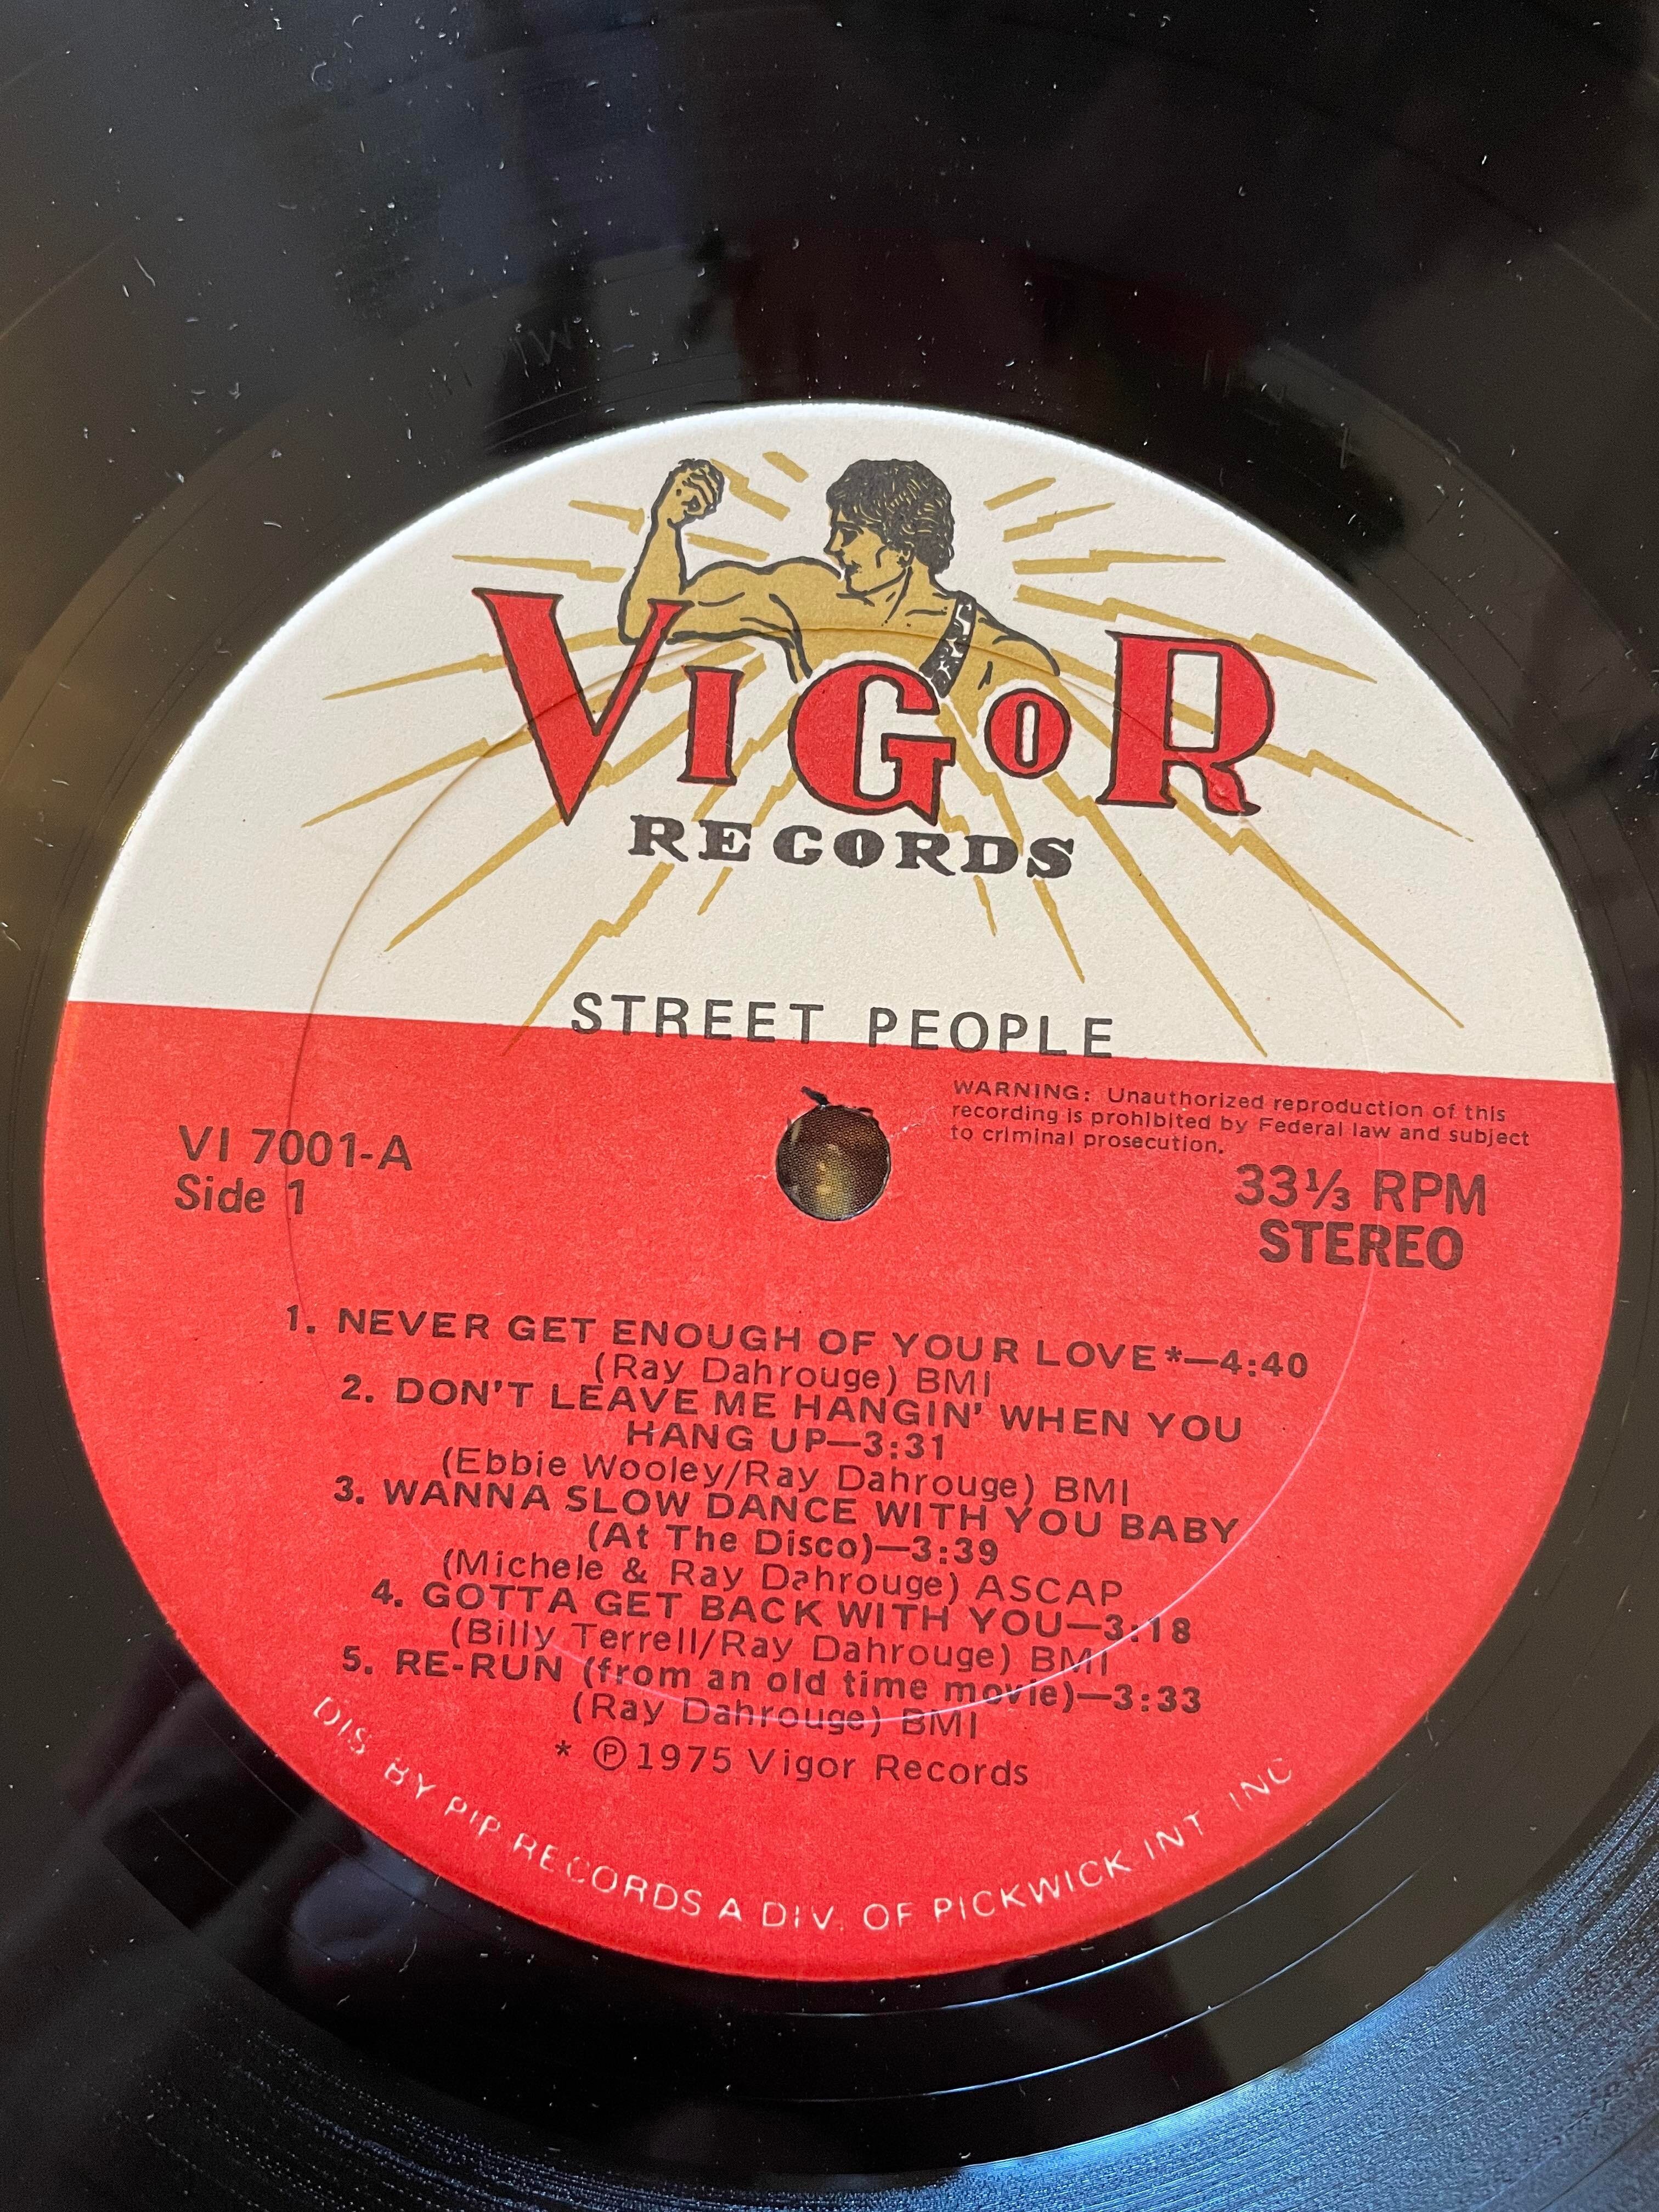 VIGOR
RECORDS
STREET PEOPLE
WARNING: Unauthorized reproduction of this
recording is prohibited by Federal law and subject
to criminal prosecution.
VI 7001-A
Side 1
33⅓ RPM
STEREO
1. NEVER GET ENOUGH OF YOUR LOVE*—4:40
(Ray Dahrouge) BMI
2. DON'T LEAVE ME HANGIN' WHEN YOU
HANG UP—3:31
(Ebbie Wooley/Ray Dahrouge) BMI
3. WANNA SLOW DANCE WITH YOU BABY
(At The Disco)—3:39
(Michele & Ray Dahrouge) ASCAP
4. GOTTA GET BACK WITH YOU—3:18
(Billy Terrell/Ray Dahrouge) BMI
5. RE-RUN (from an old time movie)—3:33
(Ray Dahrouge) BMI
* ℗1975 Vigor Records
DIS BY PIP RECORDS A DIV. OF PICKWICK INT. INC